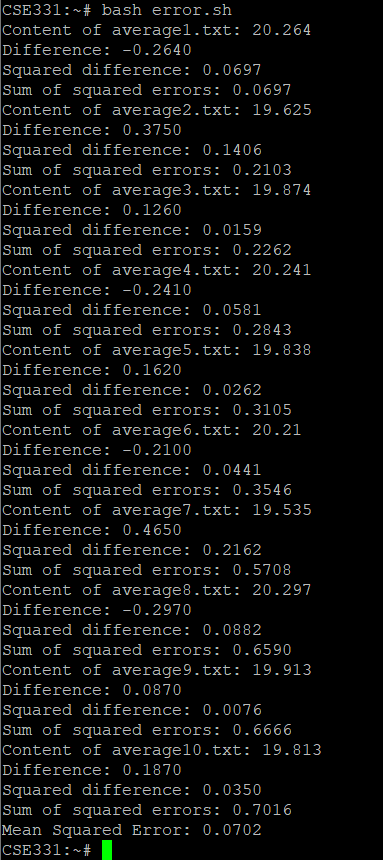 CSE331:~# bash error.sh
Content of average1.txt: 20.264
Difference: -0.2640
Squared difference: 0.0697
Sum of squared errors: 0.0697
Content of average2.txt: 19.625
Difference: 0.3750
Squared difference: 0.1406
Sum of squared errors: 0.2103
Content of average3.txt: 19.874
Difference: 0.1260
Squared difference: 0.0159
Sum of squared errors: 0.2262
Content of average4.txt: 20.241
Difference: -0.2410
Squared difference: 0.0581
Sum of squared errors: 0.2843
Content of average5.txt: 19.838
Difference: 0.1620
Squared difference: 0.0262
Sum of squared errors: 0.3105
Content of average6.txt: 20.21
Difference: -0.2100
Squared difference: 0.0441
Sum of squared errors: 0.3546
Content of average7.txt: 19.535
Difference: 0.4650
Squared difference: 0.2162
Sum of squared errors: 0.5708
Content of average8.txt: 20.297
Difference: -0.2970
Squared difference: 0.0882
Sum of squared errors: 0.6590
Content of average9.txt: 19.913
Difference: 0.0870
Squared difference: 0.0076
Sum of squared errors: 0.6666
Content of average10.txt: 19.813
Difference: 0.1870
Squared difference: 0.0350
Sum of squared errors: 0.7016
Mean Squared Error: 0.0702
CSE331:~#